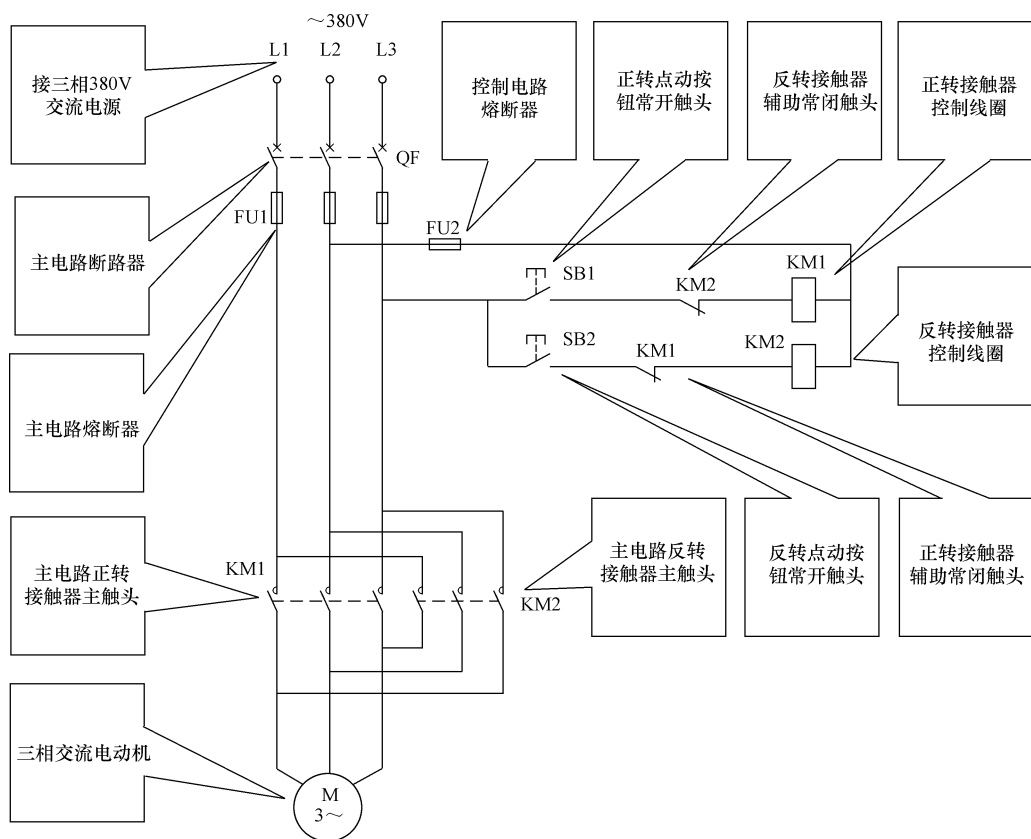 ～380V
L1
L2
L3
接三相380V
交流电源
控制电路
熔断器
正转点动按
钮常开触头
反转接触器
辅助常闭触头
正转接触器
控制线圈
QF
FU1
FU2
主电路断路器
SB1
KM2
KM1
反转接触器
控制线圈
SB2
KM1
KM2
主电路熔断器
主电路正转
接触器主触头
KM1
KM2
主电路反转
接触器主触头
反转点动按
钮常开触头
正转接触器
辅助常闭触头
三相交流电动机
M
3～